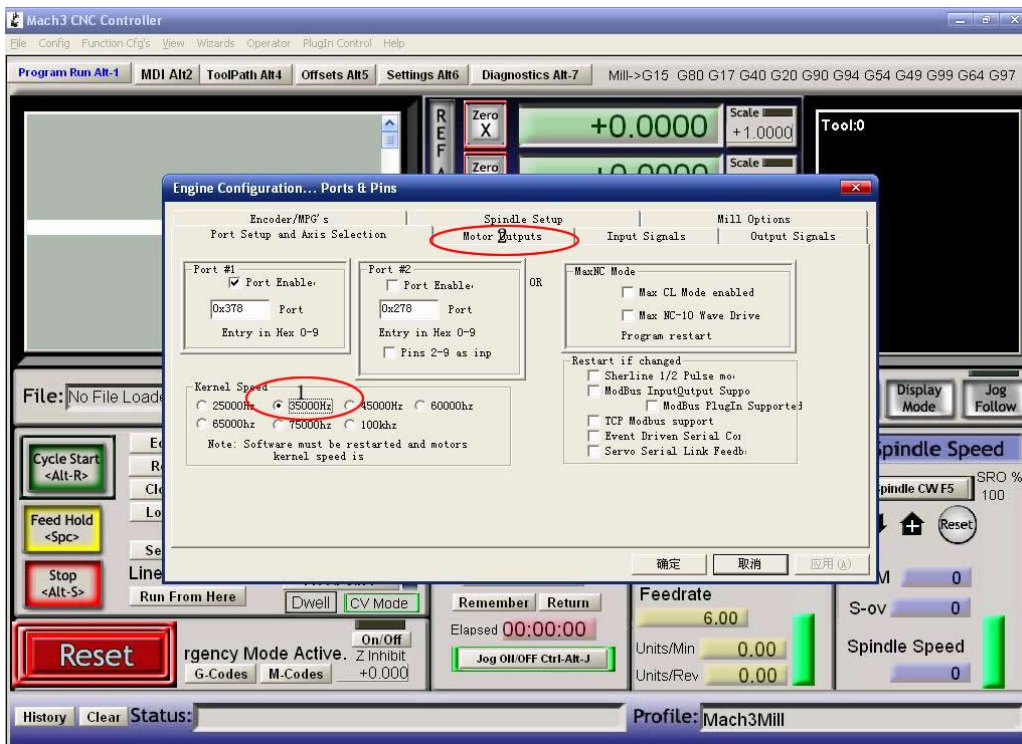 Mach3 CNC Controller
File Config Function Cfg's View Wizards Operator PlugIn Control Help
Program Run Alt-1 MDI Alt2 ToolPath Alt4 Offsets Alt5 Settings Alt6 Diagnostics Alt-7 Mill->G15 G80 G17 G40 G20 G90 G94 G54 G49 G99 G64 G97
R
E
F
Zero
X
+0.0000
Scale
+1.0000
Tool:0
Zero
Scale
Engine Configuration... Ports & Pins
Encoder/MPG's Spindle Setup Mill Options
Port Setup and Axis Selection Motor Outputs Input Signals Output Signals
2
Port #1
Port Enable
0x378 Port
Entry in Hex 0-9
Port #2
Port Enable
0x278 Port
Entry in Hex 0-9
Pins 2-9 as inp
OR
MaxNC Mode
Max CL Mode enabled
Max NC-10 Wave Drive
Program restart
Restart if changed
Sherline 1/2 Pulse mo
ModBus InputOutput Suppo
ModBus PlugIn Supported
TCP Modbus support
Event Driven Serial Co
Servo Serial Link Feedb
Kernel Speed
1
25000Hz 35000Hz 45000Hz 60000hz
65000hz 75000hz 100khz
Note: Software must be restarted and motors
kernel speed is
确定 取消 应用(A)
File: No File Loade
Display
Mode
Jog
Follow
Cycle Start
<Alt-R>
Feed Hold
<Spc>
Stop
<Alt-S>
Ec
Re
Clo
Lo
Se
Line
Run From Here
Dwell CV Mode
Remember Return
Elapsed 00:00:00
Jog ON/OFF Ctrl-Alt-J
Reset
rgency Mode Active.
On/Off
Z Inhibit
+0.000
G-Codes M-Codes
Feedrate
6.00
Units/Min 0.00
Units/Rev 0.00
pindle Speed
pindle CW F5
SRO %
100
Reset
M 0
S-ov 0
Spindle Speed
0
History Clear Status:
Profile: Mach3Mill